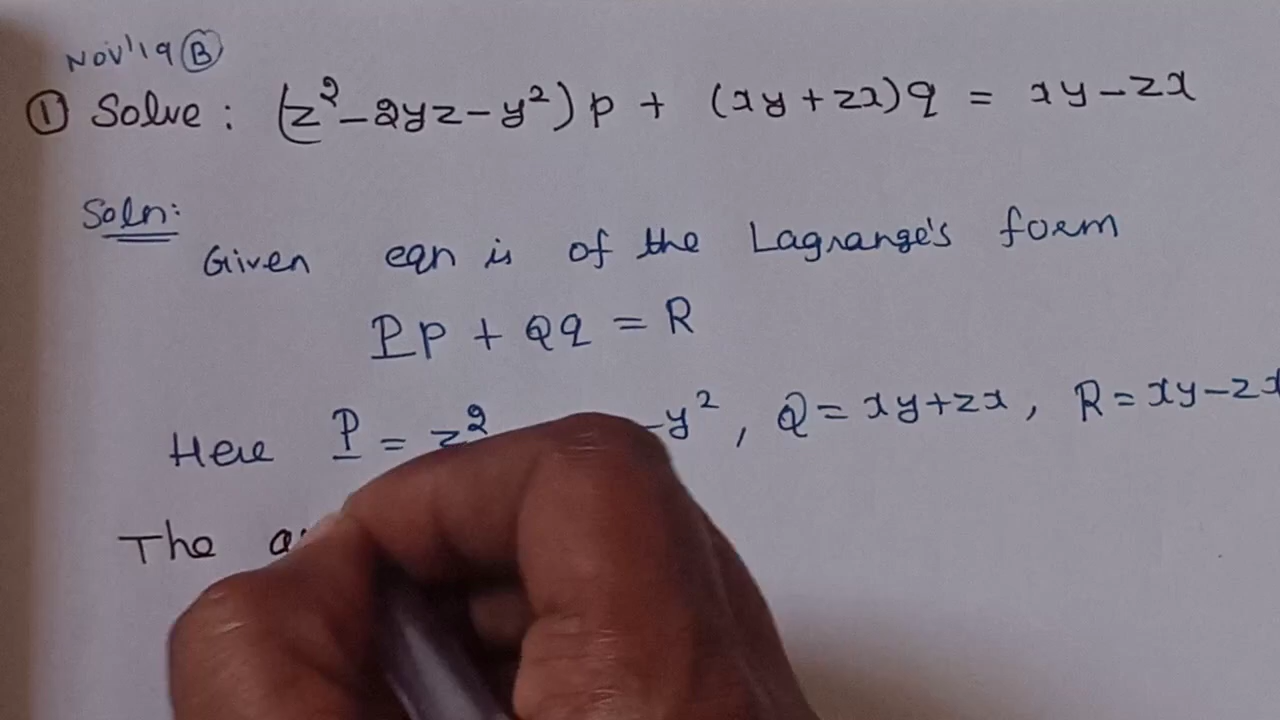 Nov'19 Ⓑ
① Solve : (z²-2yz-y²)p + (xy+zx)q = xy-zx
Soln:
Given eqn is of the Lagrange's form
Pp + Qq = R
Here P = z² -y², Q = xy+zx, R = xy-zx
The